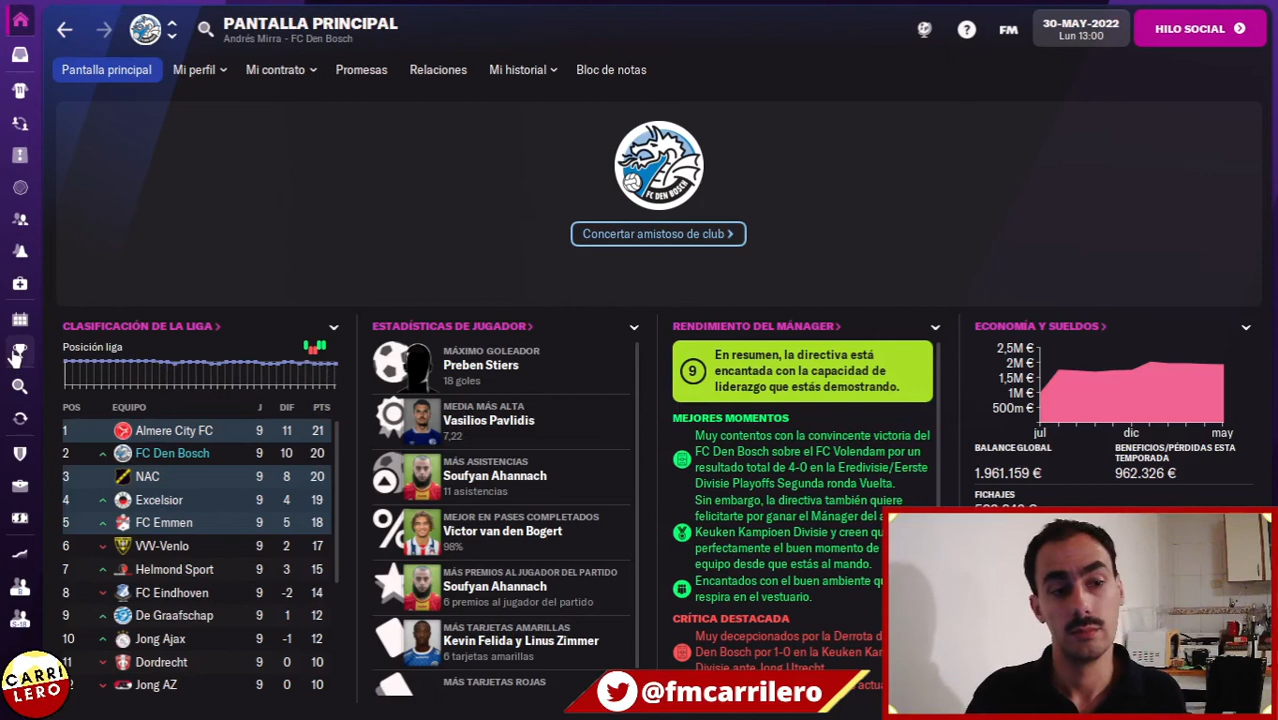 PANTALLA PRINCIPAL
Andrés Mirra - FC Den Bosch
FM
30-MAY-2022
Lun 13:00
HILO SOCIAL
Pantalla principal
Mi perfil
Mi contrato
Promesas
Relaciones
Mi historial
Bloc de notas
FC DEN BOSCH
Concertar amistoso de club >
CLASIFICACIÓN DE LA LIGA >
Posición liga
POS EQUIPO J DIF PTS
1 Almere City FC 9 11 21
2 FC Den Bosch 9 10 20
3 NAC 9 8 20
4 Excelsior 9 4 19
5 FC Emmen 9 5 18
6 VVV-Venlo 9 2 17
7 Helmond Sport 9 3 15
8 FC Eindhoven 9 -2 14
9 De Graafschap 9 1 12
10 Jong Ajax 9 -1 12
11 Dordrecht 9 0 10
Jong AZ 9 0 10
ESTADÍSTICAS DE JUGADOR >
MÁXIMO GOLEADOR
Preben Stiers
18 goles
MEDIA MÁS ALTA
Vasilios Pavlidis
7,22
MÁS ASISTENCIAS
Soufyan Ahannach
11 asistencias
MEJOR EN PASES COMPLETADOS
Victor van den Bogert
98%
MÁS PREMIOS AL JUGADOR DEL PARTIDO
Soufyan Ahannach
6 premios al jugador del partido
MÁS TARJETAS AMARILLAS
Kevin Felida y Linus Zimmer
6 tarjetas amarillas
MÁS TARJETAS ROJAS
RENDIMIENTO DEL MÁNAGER >
9
En resumen, la directiva está
encantada con la capacidad de
liderazgo que estás demostrando.
MEJORES MOMENTOS
Muy contentos con la convincente victoria del
FC Den Bosch sobre el FC Volendam por un
resultado total de 4-0 en la Eredivisie/Eerste
Divisie Playoffs Segunda ronda Vuelta.
Sin embargo, la directiva también quiere
felicitarte por ganar el Mánager del a
Keuken Kampioen Divisie y creen qu
perfectamente el buen momento de
equipo desde que estás al mando.
Encantados con el buen ambiente qu
respira en el vestuario.
CRÍTICA DESTACADA
Muy decepcionados por la Derrota de
Den Bosch por 1-0 en la Keuken Kam
Divisie ante Jong Utrecht
ECONOMÍA Y SUELDOS >
2,5M €
2M €
1,5M €
1M €
500m €
jul dic may
BALANCE GLOBAL
1.961.159 €
BENEFICIOS/PÉRDIDAS ESTA
TEMPORADA
962.326 €
FICHAJES
CARRI
LERO
@fmcarrilero